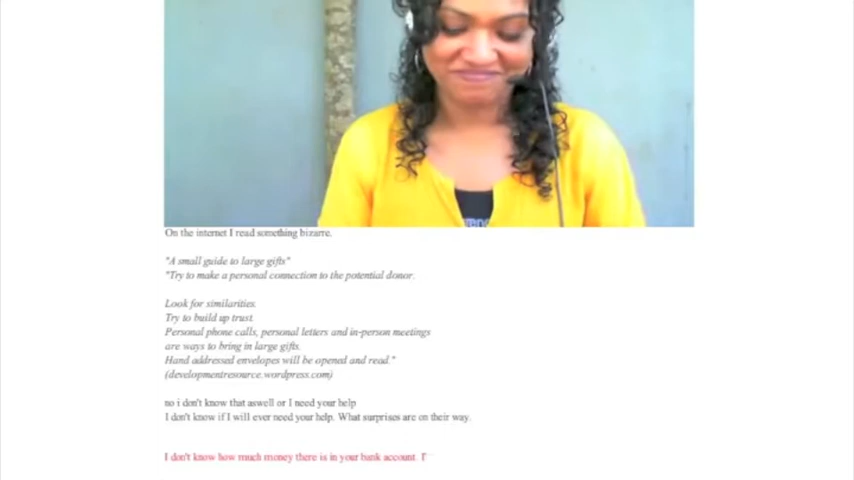 On the internet I read something bizarre.
"A small guide to large gifts"
"Try to make a personal connection to the potential donor.
Look for similarities.
Try to build up trust.
Personal phone calls, personal letters and in-person meetings
are ways to bring in large gifts.
Hand addressed envelopes will be opened and read."
(developmentresource.wordpress.com)
no i don't know that aswell or I need your help
I don't know if I will ever need your help. What surprises are on their way.
I don't know how much money there is in your bank account. T